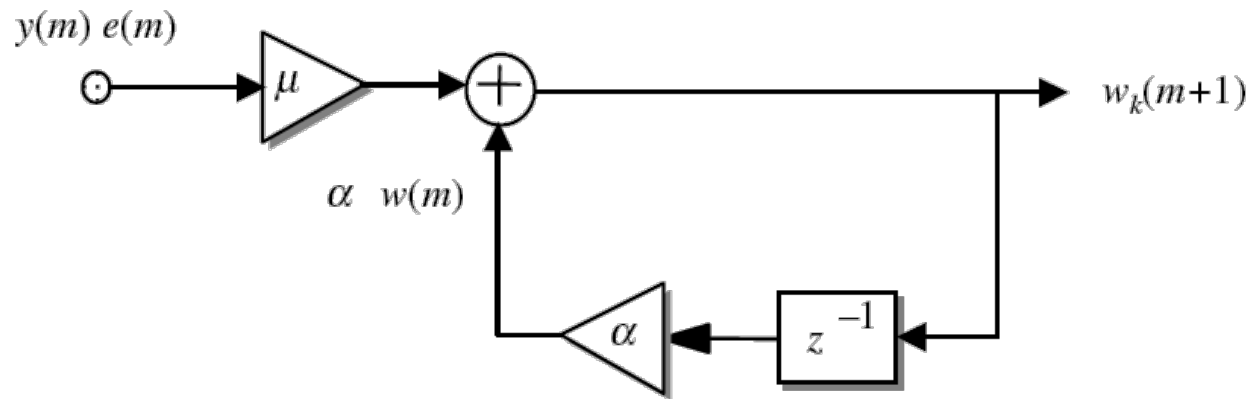 y(m) e(m)
μ
+
w_k(m+1)
α w(m)
α
z^{-1}